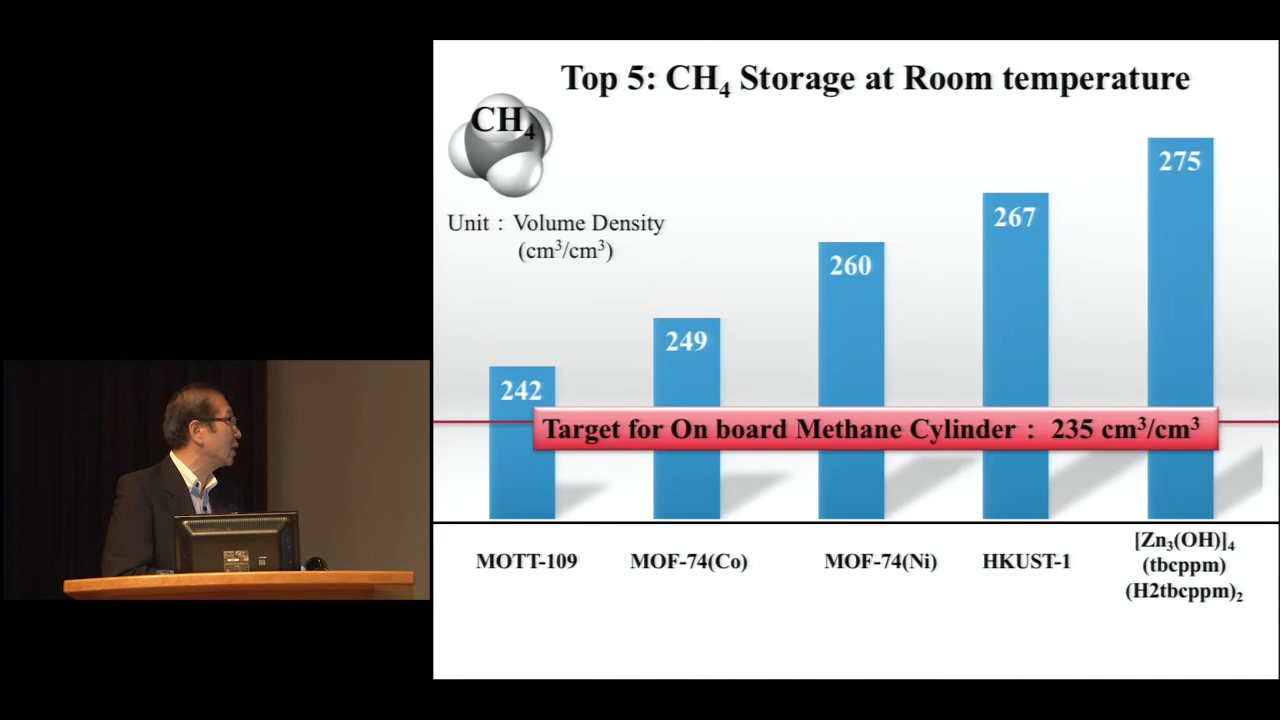 Top 5: CH₄ Storage at Room temperature
CH₄
Unit : Volume Density
(cm³/cm³)
242
249
260
267
275
Target for On board Methane Cylinder : 235 cm³/cm³
MOTT-109
MOF-74(Co)
MOF-74(Ni)
HKUST-1
[Zn₃(OH)]₄
(tbcppm)
(H2tbcppm)₂